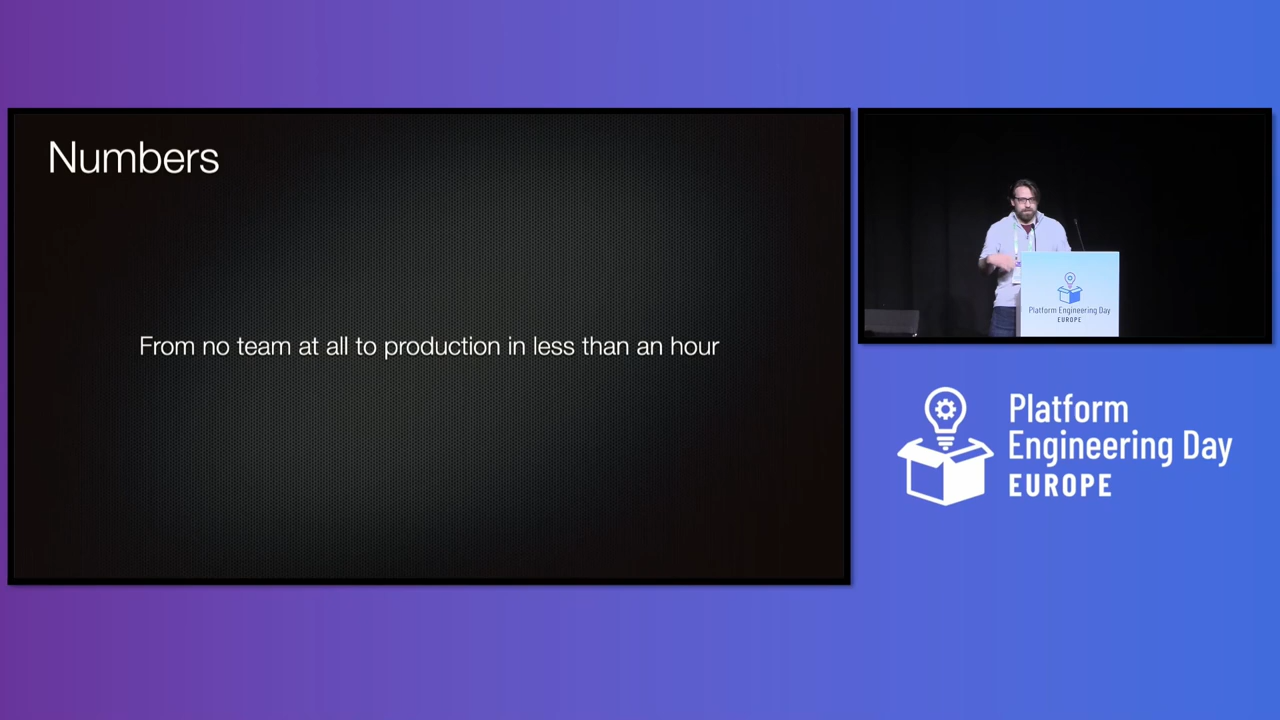 Numbers
From no team at all to production in less than an hour
Platform Engineering Day
EUROPE
Platform
Engineering Day
EUROPE